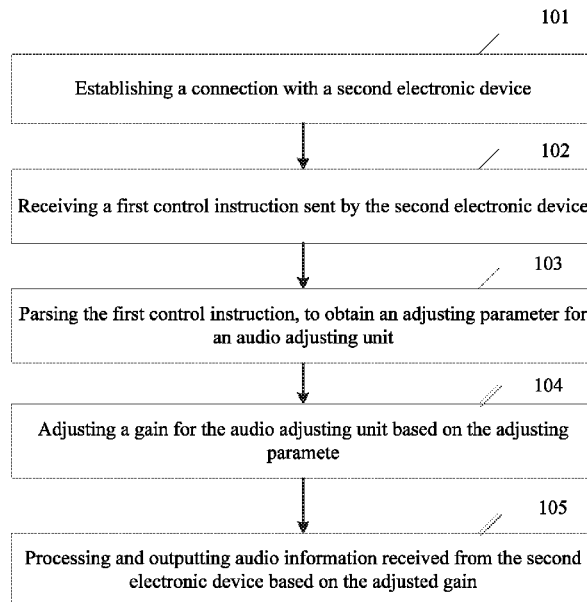 101
Establishing a connection with a second electronic device
102
Receiving a first control instruction sent by the second electronic device
103
Parsing the first control instruction, to obtain an adjusting parameter for
an audio adjusting unit
104
Adjusting a gain for the audio adjusting unit based on the adjusting
paramete
105
Processing and outputting audio information received from the second
electronic device based on the adjusted gain